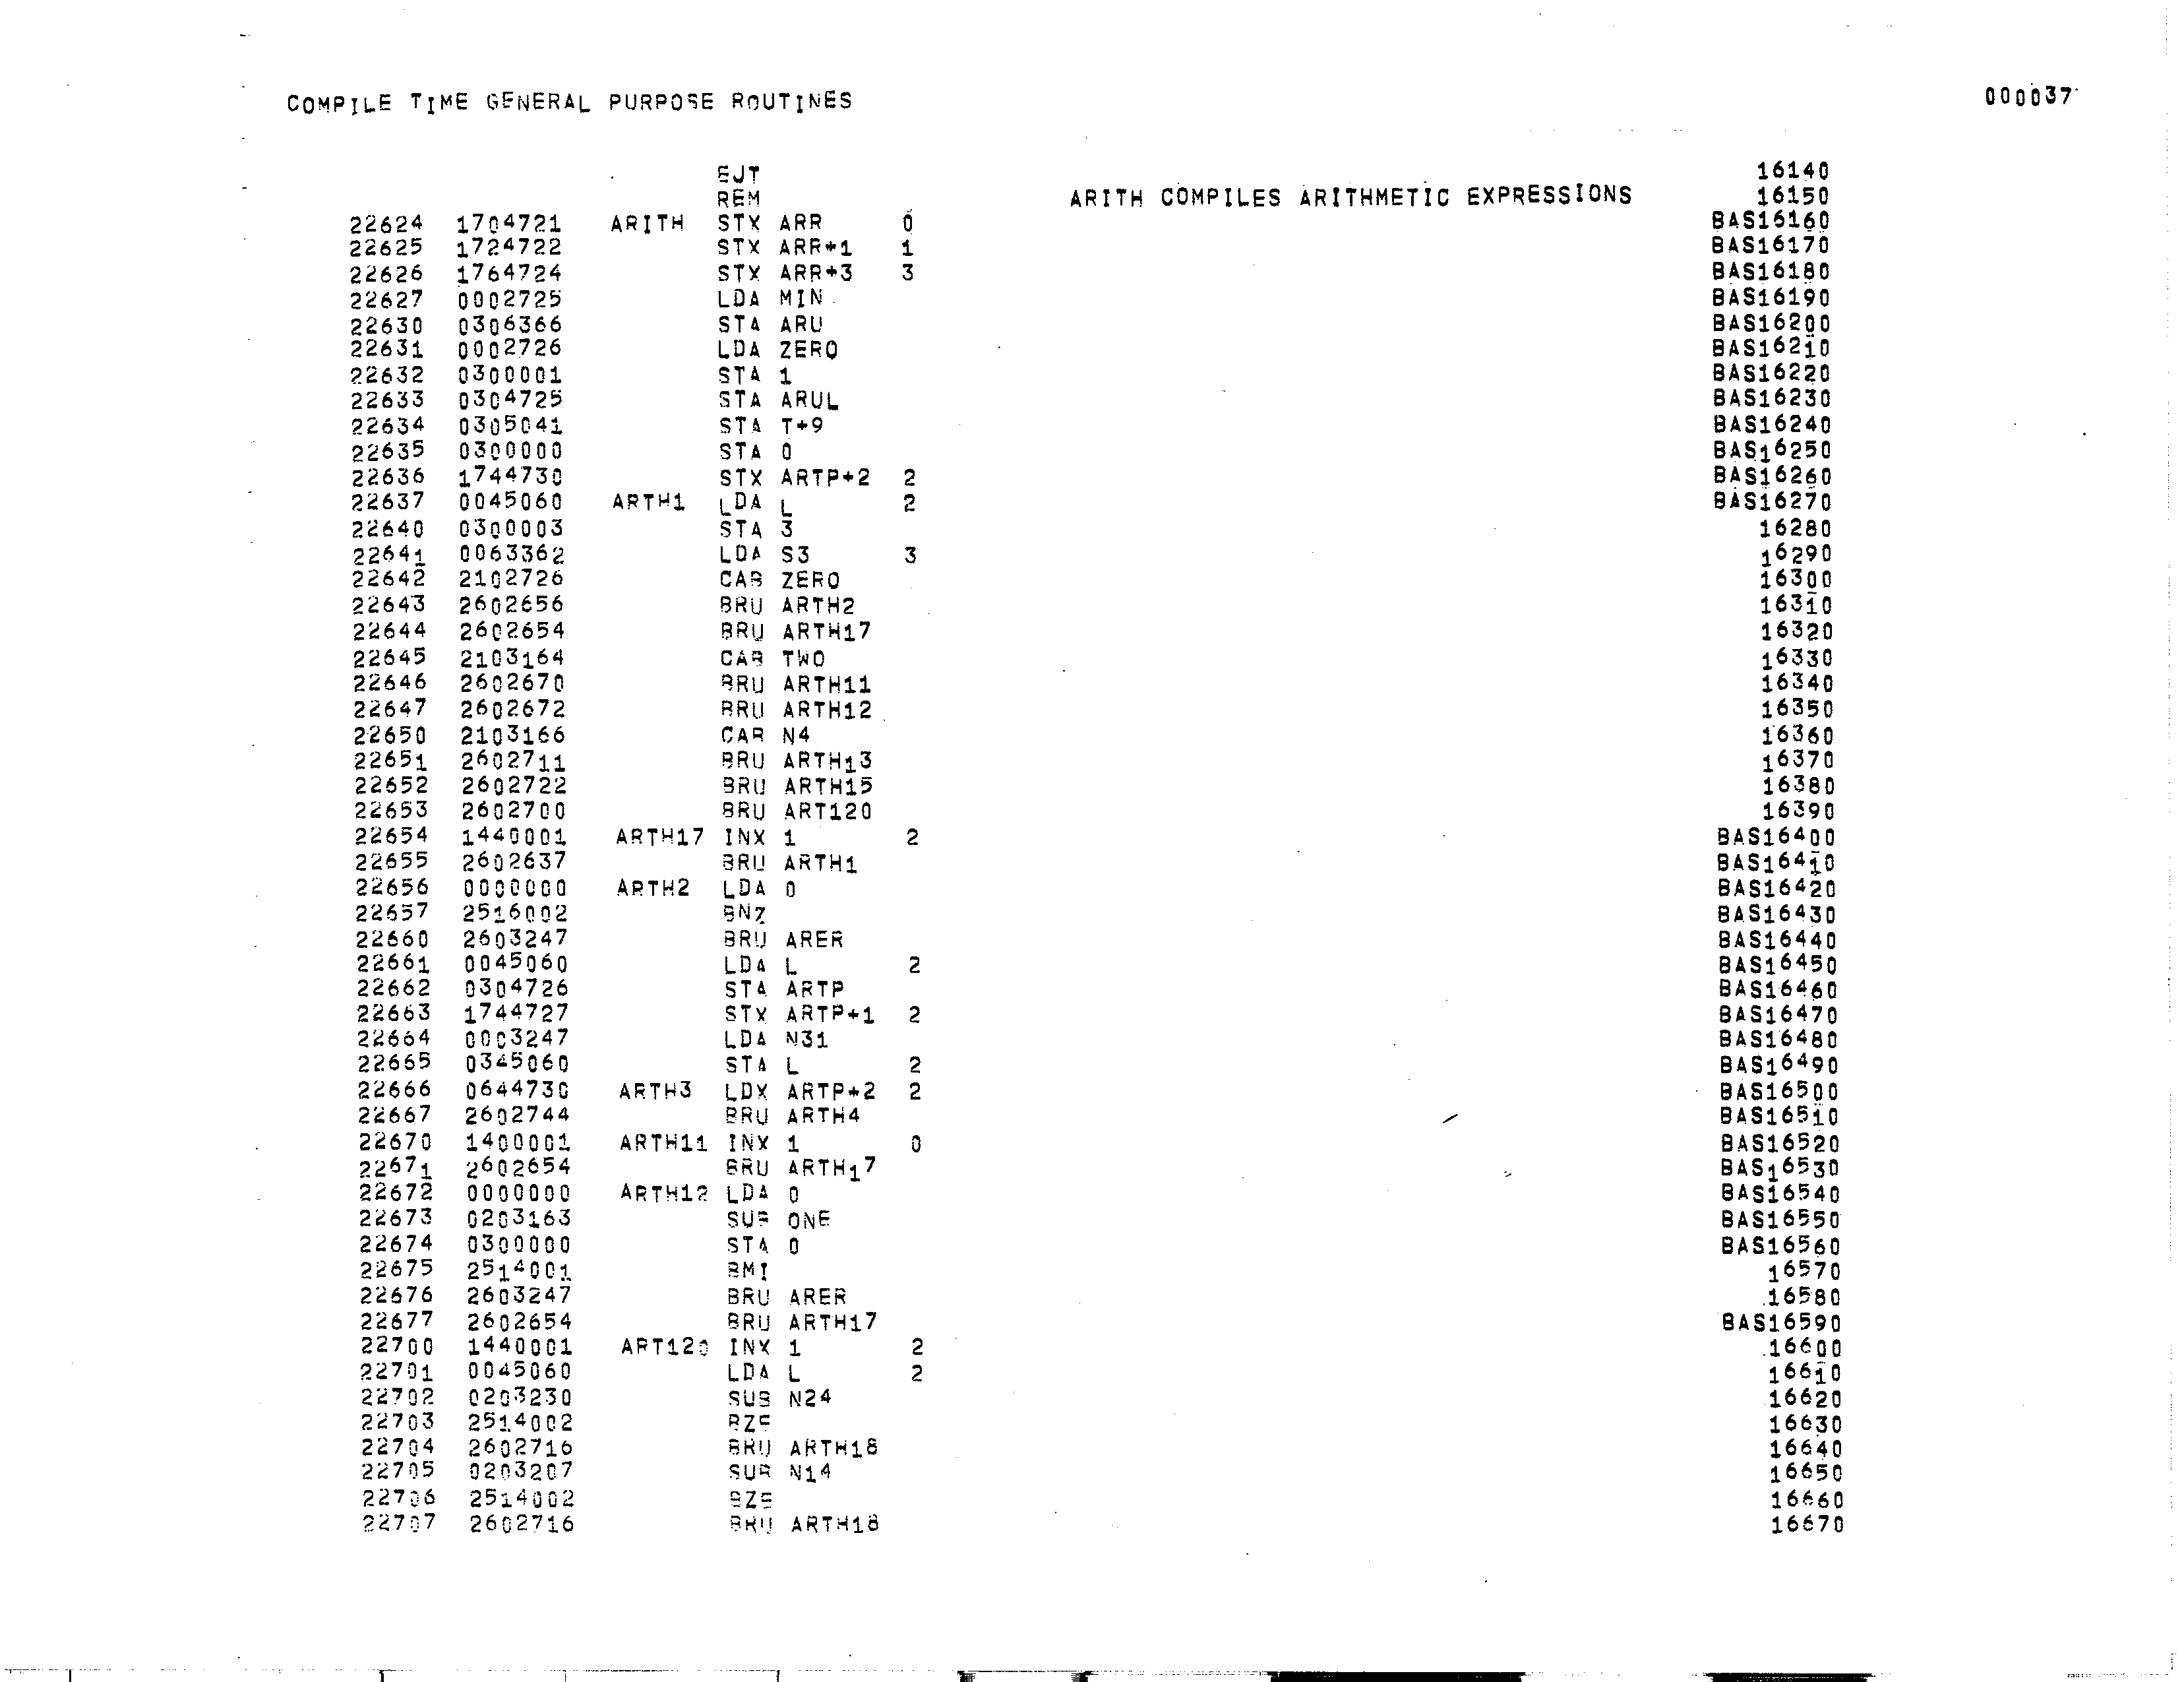 COMPILE TIME GENERAL PURPOSE ROUTINES 000037
EJT 16140
REM ARITH COMPILES ARITHMETIC EXPRESSIONS 16150
22624 1704721 ARITH STX ARR 0 BAS16160
22625 1724722 STX ARR+1 1 BAS16170
22626 1764724 STX ARR+3 3 BAS16180
22627 0002725 LDA MIN BAS16190
22630 0306366 STA ARU BAS16200
22631 0002726 LDA ZERO BAS16210
22632 0300001 STA 1 BAS16220
22633 0304725 STA ARUL BAS16230
22634 0305041 STA T+9 BAS16240
22635 0300000 STA 0 BAS16250
22636 1744730 STX ARTP+2 2 BAS16260
22637 0045060 ARTH1 LDA L 2 BAS16270
22640 0300003 STA 3 16280
22641 0063362 LDA S3 3 16290
22642 2102726 CAB ZERO 16300
22643 2602656 BRU ARTH2 16310
22644 2602654 BRU ARTH17 16320
22645 2103164 CAB TWO 16330
22646 2602670 BRU ARTH11 16340
22647 2602672 BRU ARTH12 16350
22650 2103166 CAB N4 16360
22651 2602711 BRU ARTH13 16370
22652 2602722 BRU ARTH15 16380
22653 2602700 BRU ART120 16390
22654 1440001 ARTH17 INX 1 2 BAS16400
22655 2602637 BRU ARTH1 BAS16410
22656 0000000 ARTH2 LDA 0 BAS16420
22657 2516002 BNZ BAS16430
22660 2603247 BRU ARER BAS16440
22661 0045060 LDA L 2 BAS16450
22662 0304726 STA ARTP BAS16460
22663 1744727 STX ARTP+1 2 BAS16470
22664 0003247 LDA N31 BAS16480
22665 0345060 STA L 2 BAS16490
22666 0644730 ARTH3 LDX ARTP+2 2 BAS16500
22667 2602744 BRU ARTH4 BAS16510
22670 1400001 ARTH11 INX 1 0 BAS16520
22671 2602654 BRU ARTH17 BAS16530
22672 0000000 ARTH12 LDA 0 BAS16540
22673 0203163 SUB ONE BAS16550
22674 0300000 STA 0 BAS16560
22675 2514001 BMI 16570
22676 2603247 BRU ARER 16580
22677 2602654 BRU ARTH17 BAS16590
22700 1440001 ART120 INX 1 2 16600
22701 0045060 LDA L 2 16610
22702 0203230 SUB N24 16620
22703 2514002 BZE 16630
22704 2602716 BRU ARTH18 16640
22705 0203207 SUB N14 16650
22706 2514002 BZE 16660
22707 2602716 BRU ARTH18 16670